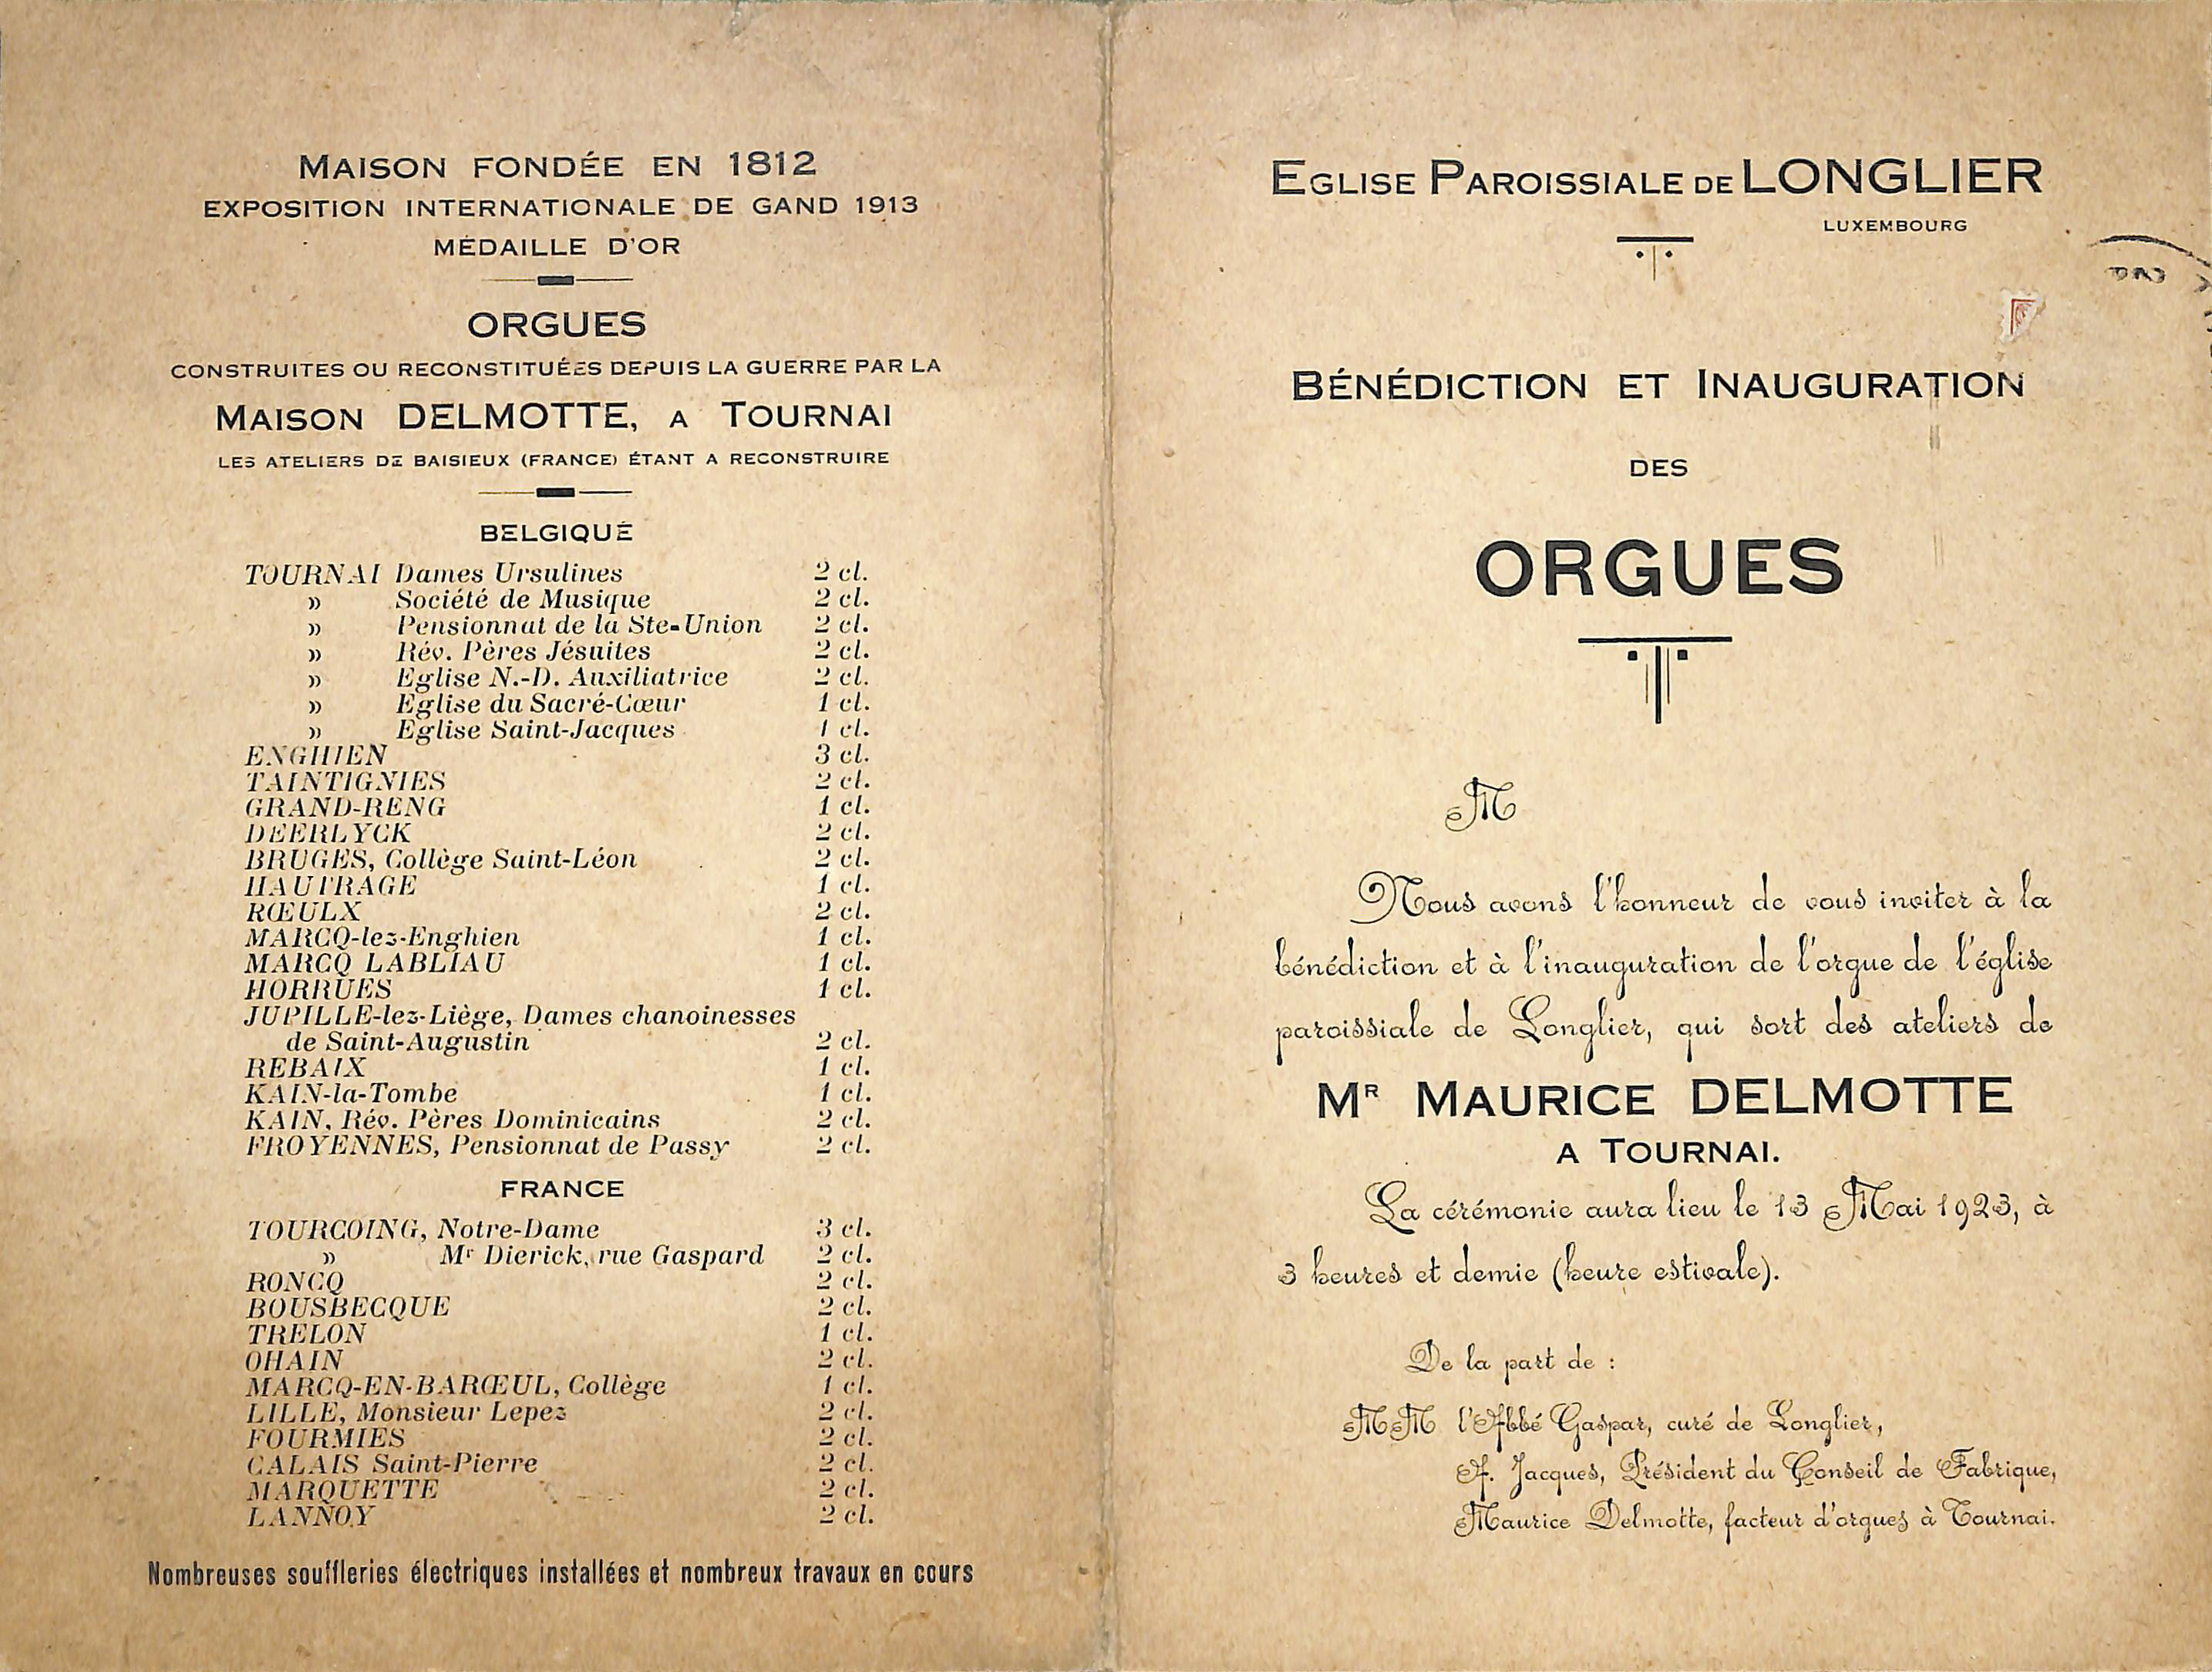 MAISON FONDÉE EN 1812
EXPOSITION INTERNATIONALE DE GAND 1913
MÉDAILLE D'OR
ORGUES
CONSTRUITES OU RECONSTITUÉES DEPUIS LA GUERRE PAR LA
MAISON DELMOTTE, A TOURNAI
LES ATELIERS DE BAISIEUX (FRANCE) ÉTANT A RECONSTRUIRE
BELGIQUE
TOURNAI Dames Ursulines 2 cl.
» Société de Musique 2 cl.
» Pensionnat de la Ste-Union 2 cl.
» Rév. Pères Jésuites 2 cl.
» Eglise N.-D. Auxiliatrice 2 cl.
» Eglise du Sacré-Cœur 1 cl.
» Eglise Saint-Jacques 1 cl.
ENGHIEN 3 cl.
TAINTIGNIES 2 cl.
GRAND-RENG 1 cl.
DEERLYCK 2 cl.
BRUGES, Collège Saint-Léon 2 cl.
HAUTRAGE 1 cl.
RŒULX 2 cl.
MARCQ-lez-Enghien 1 cl.
MARCQ LABLIAU 1 cl.
HORRUES 1 cl.
JUPILLE-lez-Liège, Dames chanoinesses
de Saint-Augustin 2 cl.
REBAIX 1 cl.
KAIN-la-Tombe 1 cl.
KAIN, Rév. Pères Dominicains 2 cl.
FROYENNES, Pensionnat de Passy 2 cl.
FRANCE
TOURCOING, Notre-Dame 3 cl.
» Mr Dierick, rue Gaspard 2 cl.
RONCQ 2 cl.
BOUSBECQUE 2 cl.
TRELON 1 cl.
OHAIN 2 cl.
MARCQ-EN-BARŒUL, Collège 1 cl.
LILLE, Monsieur Lepez 2 cl.
FOURMIES 2 cl.
CALAIS Saint-Pierre 2 cl.
MARQUETTE 2 cl.
LANNOY 2 cl.
Nombreuses souffleries électriques installées et nombreux travaux en cours
EGLISE PAROISSIALE DE LONGLIER
LUXEMBOURG
BÉNÉDICTION ET INAUGURATION
DES
ORGUES
M
Nous avons l'honneur de vous inviter à la
bénédiction et à l'inauguration de l'orgue de l'église
paroissiale de Longlier, qui sort des ateliers de
MR MAURICE DELMOTTE
A TOURNAI.
La cérémonie aura lieu le 13 Mai 1923, à
3 heures et demie (heure estivale).
De la part de :
MM l'Abbé Gaspar, curé de Longlier,
A. Jacques, Président du Conseil de Fabrique,
Maurice Delmotte, facteur d'orgues à Tournai.